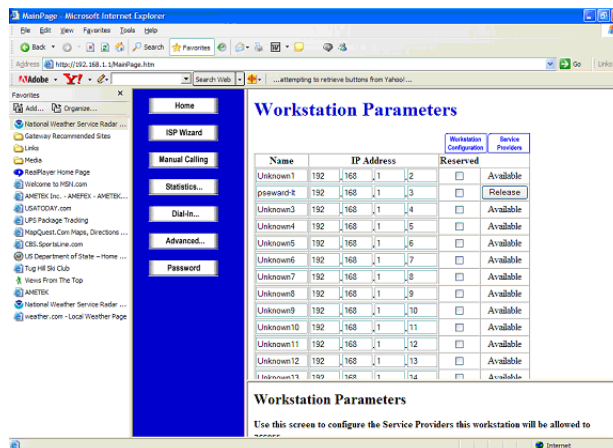 MainPage - Microsoft Internet Explorer
File Edit View Favorites Tools Help
Back Search Favorites
Address http://192.168.1.1/MainPage.htm Go Links
Adobe Y! Search Web ...attempting to retrieve buttons from Yahoo!...
Favorites x
Add... Organize...
National Weather Service Radar ...
Gateway Recommended Sites
Links
Media
RealPlayer Home Page
Welcome to MSN.com
AMETEK Inc. - AMEFEX - AMETEK...
USATODAY.com
UPS Package Tracking
MapQuest.Com Maps, Directions ...
CBS.SportsLine.com
US Department of State - Home ...
Tug Hill Ski Club
Views From The Top
AMETEK
National Weather Service Radar ...
weather.com - Local Weather Page
Home
ISP Wizard
Manual Calling
Statistics...
Dial-In...
Advanced...
Password
Workstation Parameters
Workstation Configuration
Service Providers
Name IP Address Reserved
Unknown1 192 .168 .1 .2 Available
pseward-lt 192 .168 .1 .3 Release
Unknown3 192 .168 .1 .4 Available
Unknown4 192 .168 .1 .5 Available
Unknown5 192 .168 .1 .6 Available
Unknown6 192 .168 .1 .7 Available
Unknown7 192 .168 .1 .8 Available
Unknown8 192 .168 .1 .9 Available
Unknown9 192 .168 .1 .10 Available
Unknown10 192 .168 .1 .11 Available
Unknown11 192 .168 .1 .12 Available
Unknown12 192 .168 .1 .13 Available
Unknown13 192 .168 .1 .14 Available
Workstation Parameters
Use this screen to configure the Service Providers this workstation will be allowed to
access
Internet